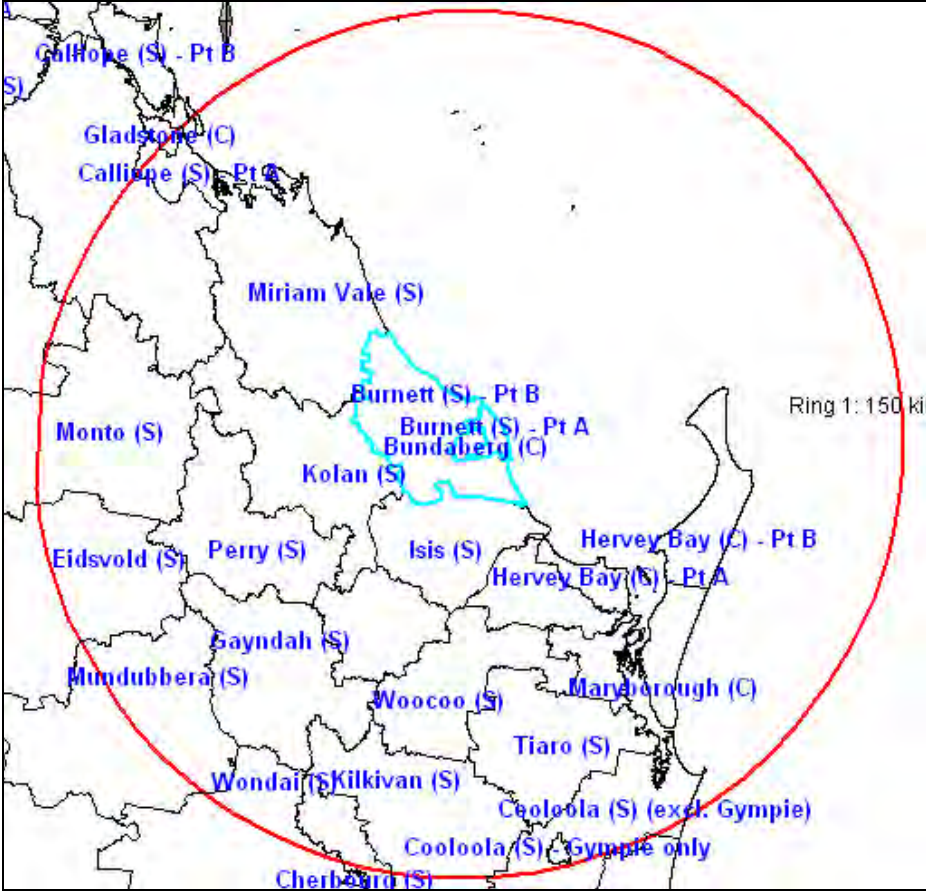 A
Calliope (S) - Pt B
S)
Gladstone (C)
Calliope (S) - Pt A
Miriam Vale (S)
Burnett (S) - Pt B
Ring 1: 150 ki
Burnett (S) - Pt A
Monto (S)
Bundaberg (C)
Kolan (S)
Hervey Bay (C) - Pt B
Eidsvold (S)
Perry (S)
Isis (S)
Hervey Bay (C) - Pt A
Gayndah (S)
Mundubbera (S)
Maryborough (C)
Woocoo (S)
Tiaro (S)
Wondai (S)
Kilkivan (S)
Cooloola (S) (excl. Gympie)
Cooloola (S) - Gympie only
Cherbourg (S)